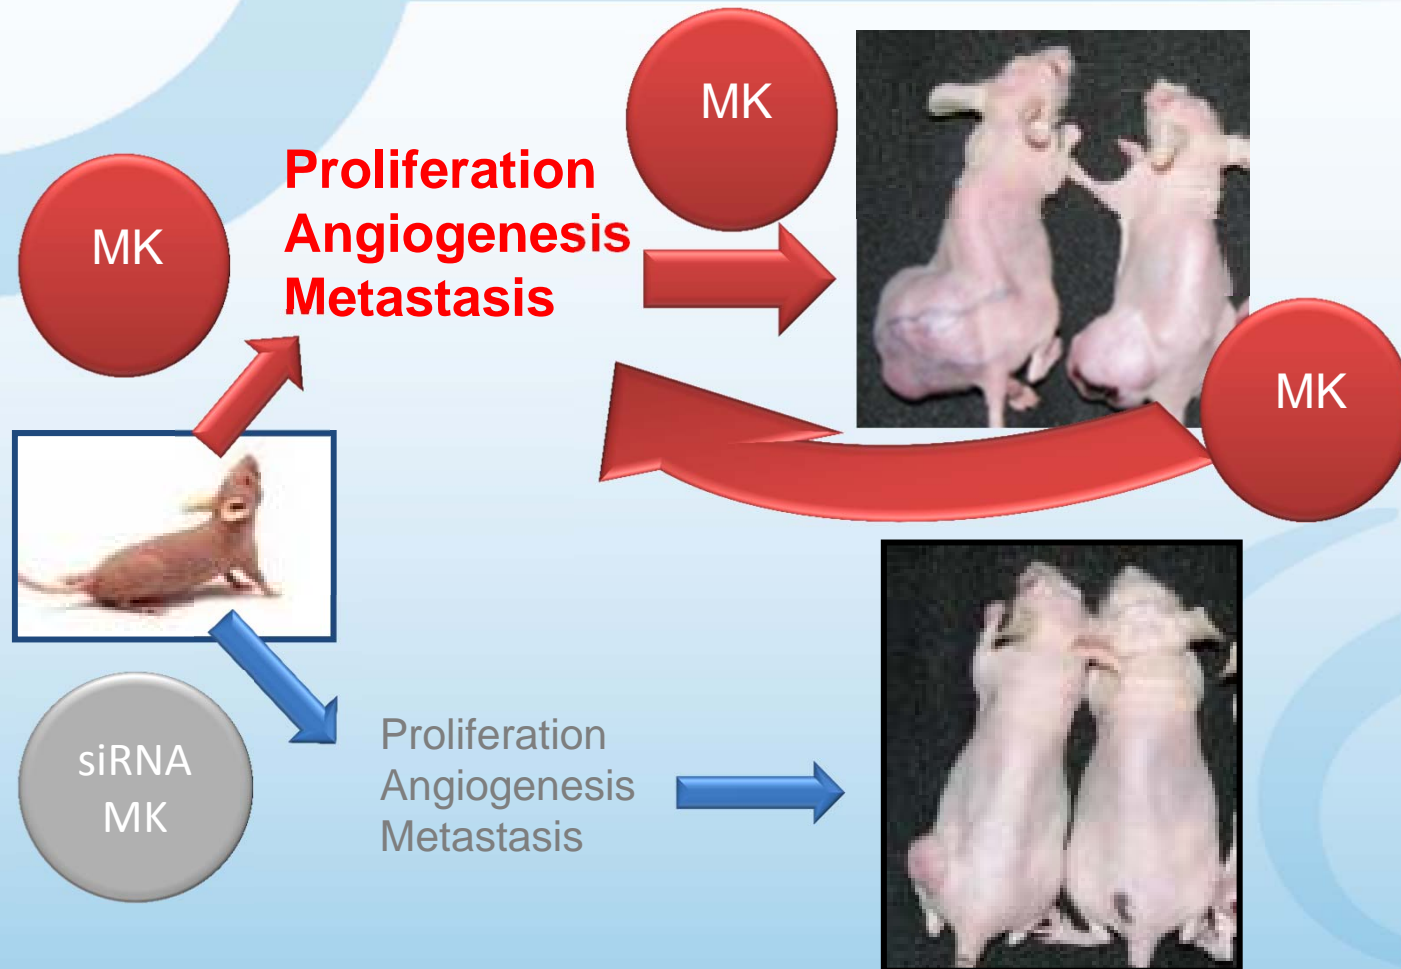 MK
Proliferation
Angiogenesis
Metastasis
MK
MK
siRNA
MK
Proliferation
Angiogenesis
Metastasis